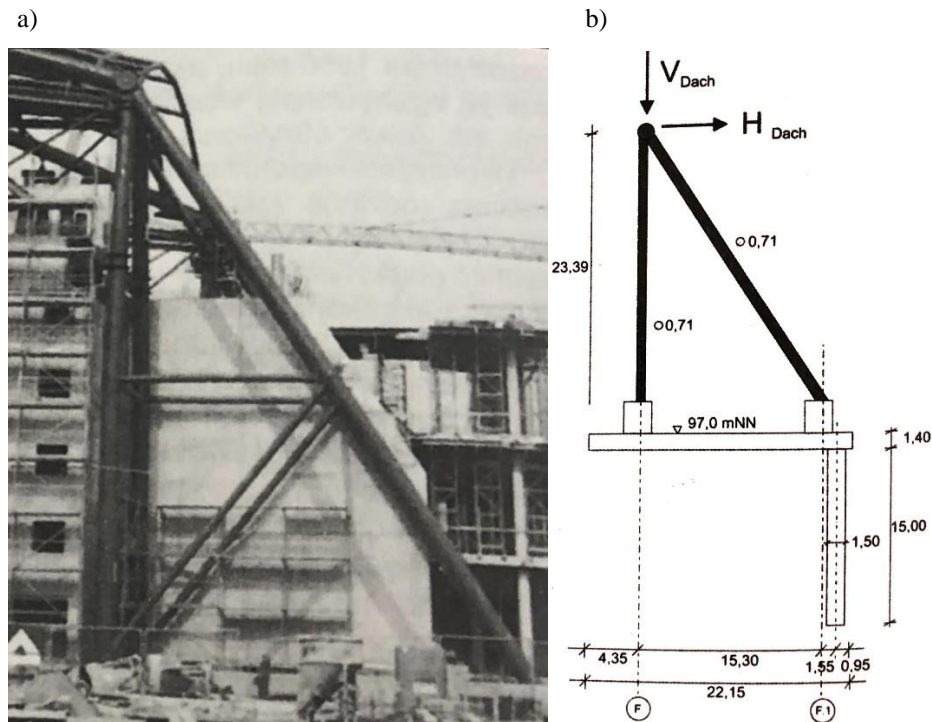 a)
b)
V Dach
H Dach
23,39
○0,71
○0,71
97,0 mNN
1,40
1,50
15,00
4,35 15,30 1,55 0,95
22,15
F F.1